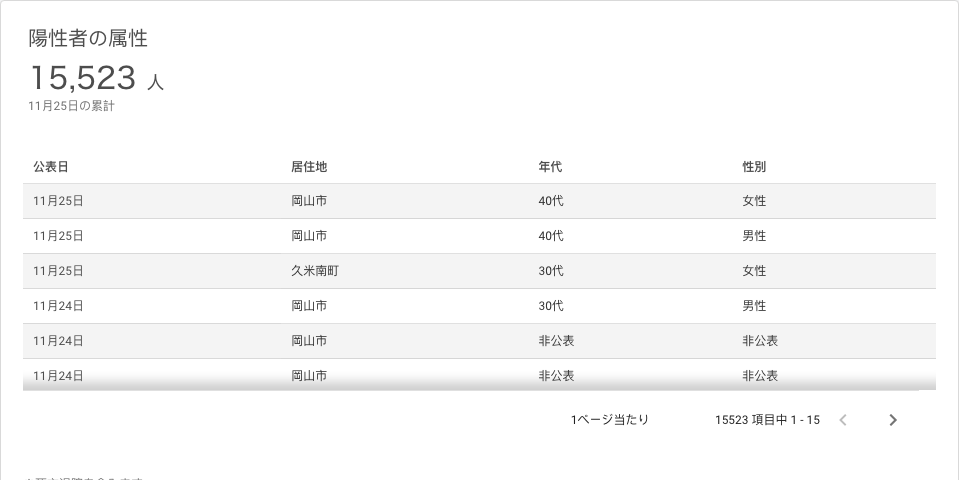 陽性者の属性
15,523 人
11月25日の累計
公表日 居住地 年代 性別
11月25日 岡山市 40代 女性
11月25日 岡山市 40代 男性
11月25日 久米南町 30代 女性
11月24日 岡山市 30代 男性
11月24日 岡山市 非公表 非公表
11月24日 岡山市 非公表 非公表
1ページ当たり 15523 項目中 1 - 15